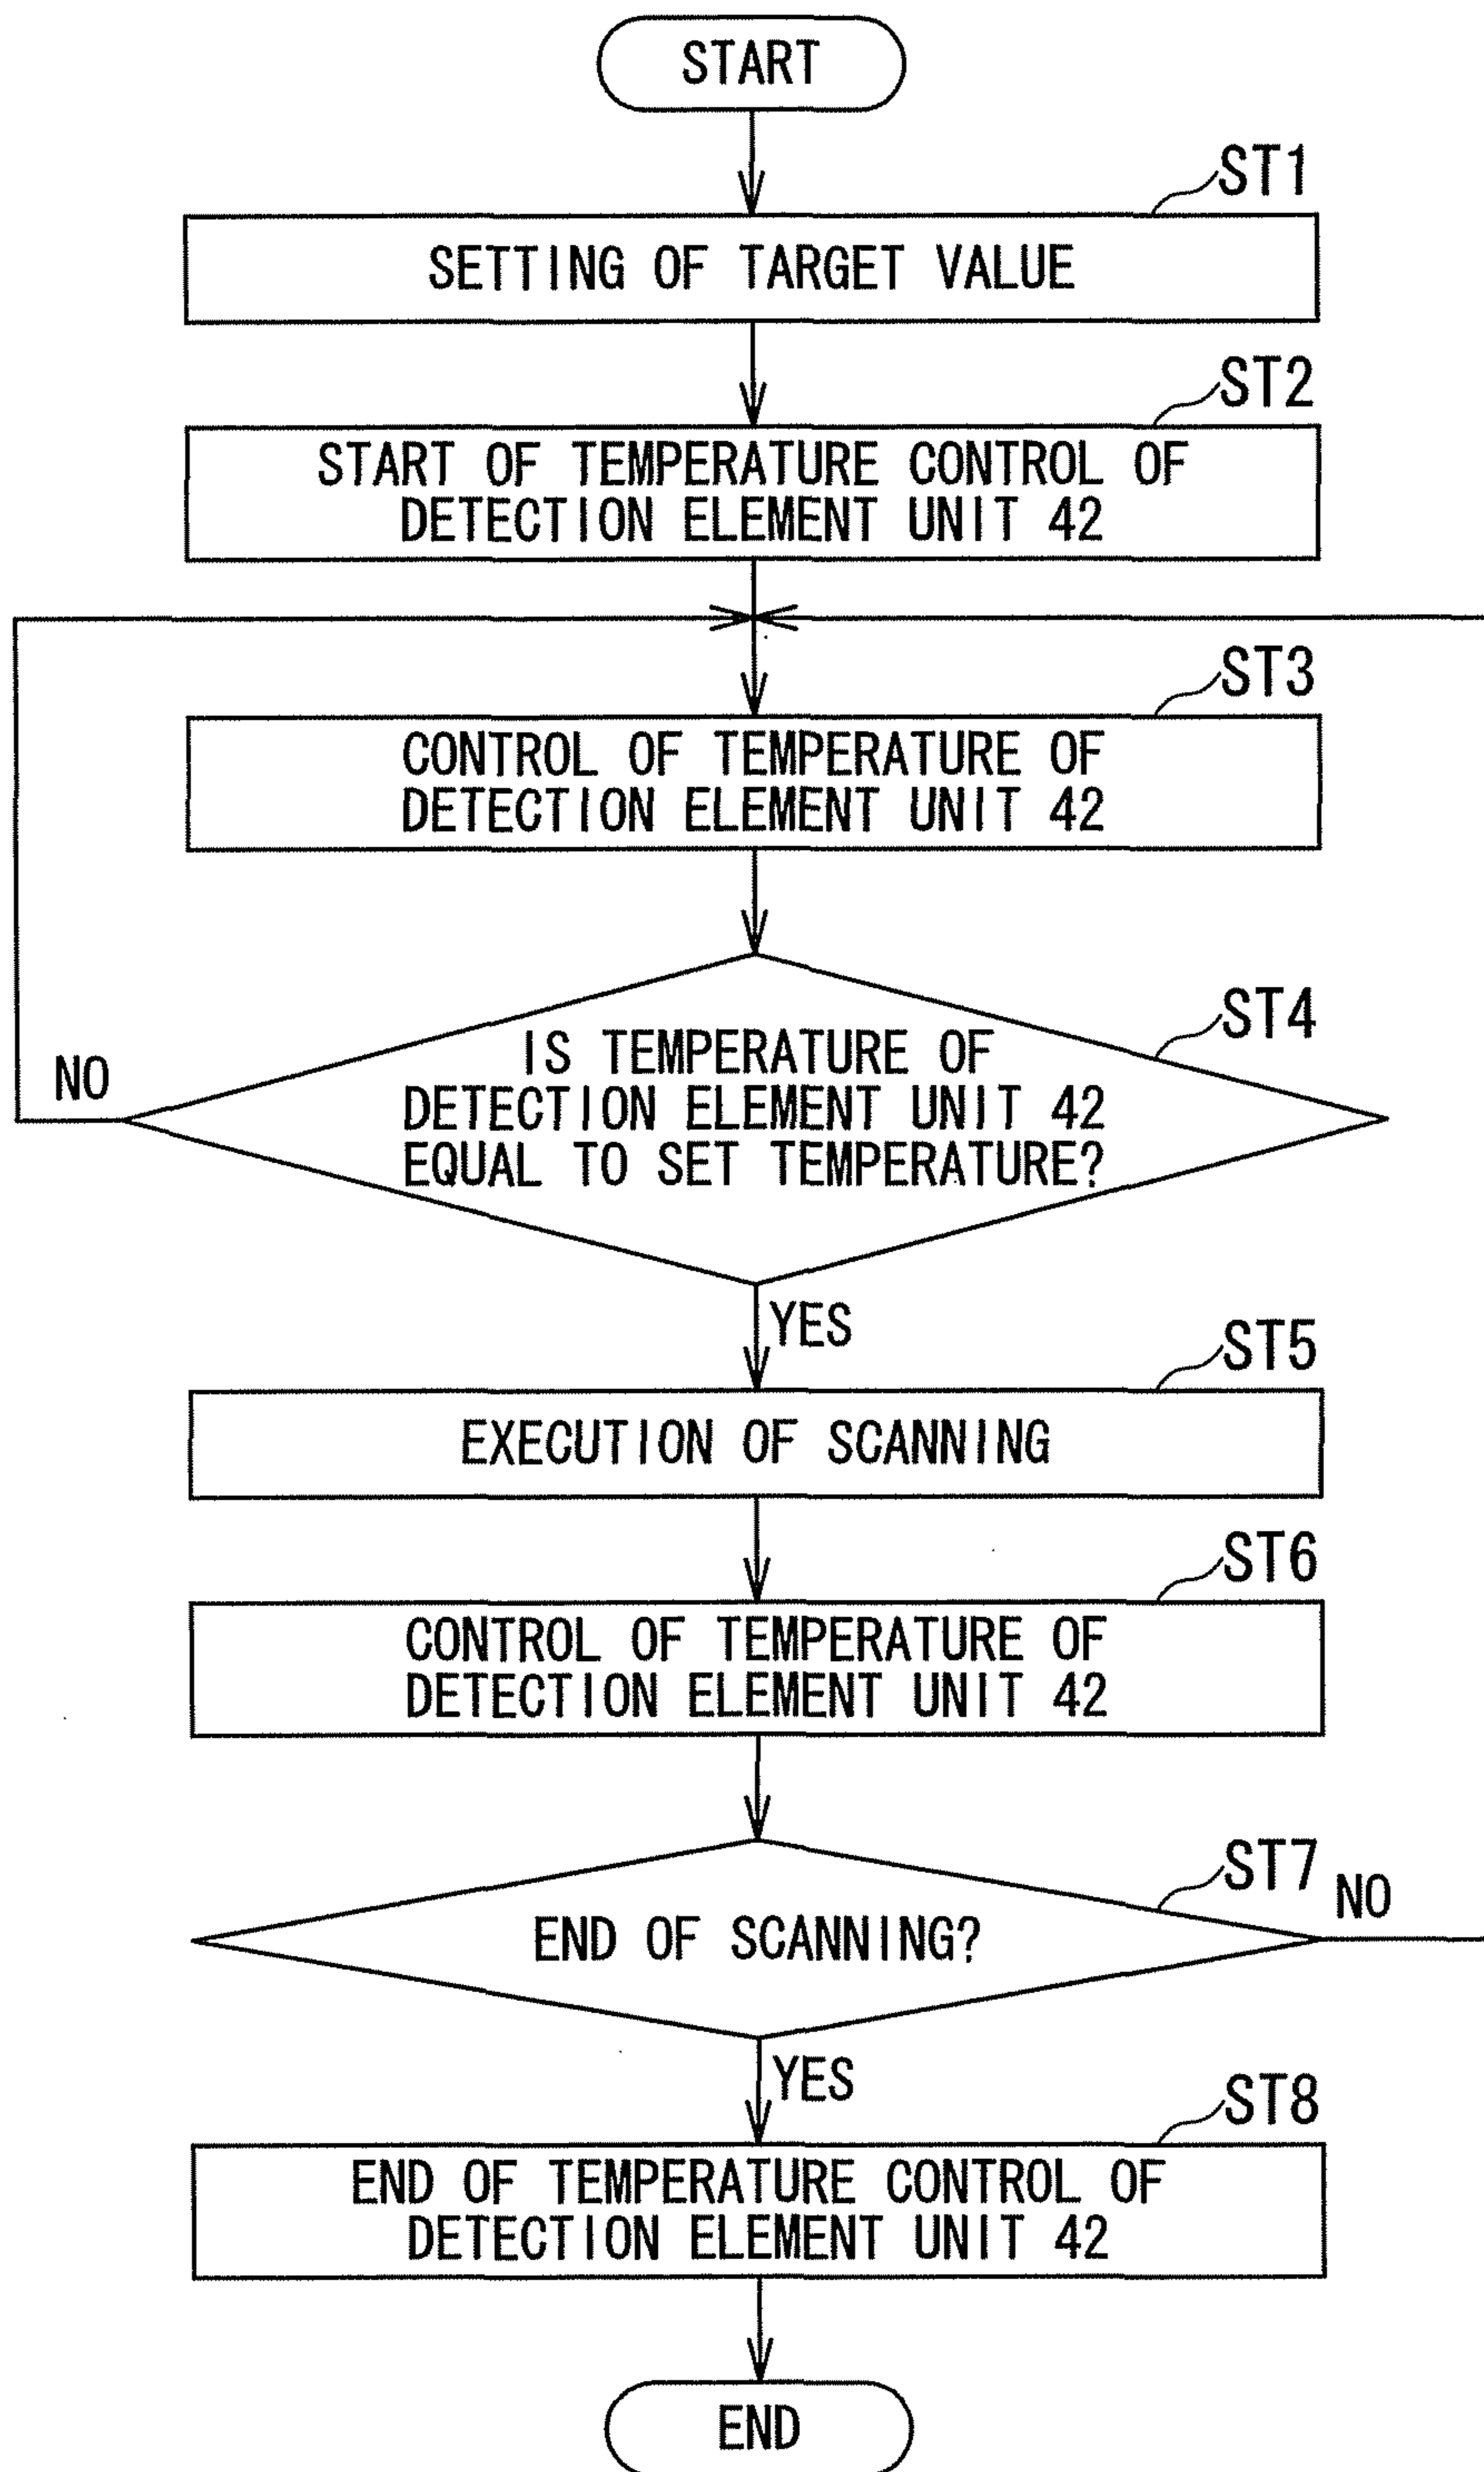 START
ST1
SETTING OF TARGET VALUE
ST2
START OF TEMPERATURE CONTROL OF
DETECTION ELEMENT UNIT 42
ST3
CONTROL OF TEMPERATURE OF
DETECTION ELEMENT UNIT 42
ST4
IS TEMPERATURE OF
DETECTION ELEMENT UNIT 42
EQUAL TO SET TEMPERATURE?
NO
YES
ST5
EXECUTION OF SCANNING
ST6
CONTROL OF TEMPERATURE OF
DETECTION ELEMENT UNIT 42
ST7
END OF SCANNING?
NO
YES
ST8
END OF TEMPERATURE CONTROL OF
DETECTION ELEMENT UNIT 42
END